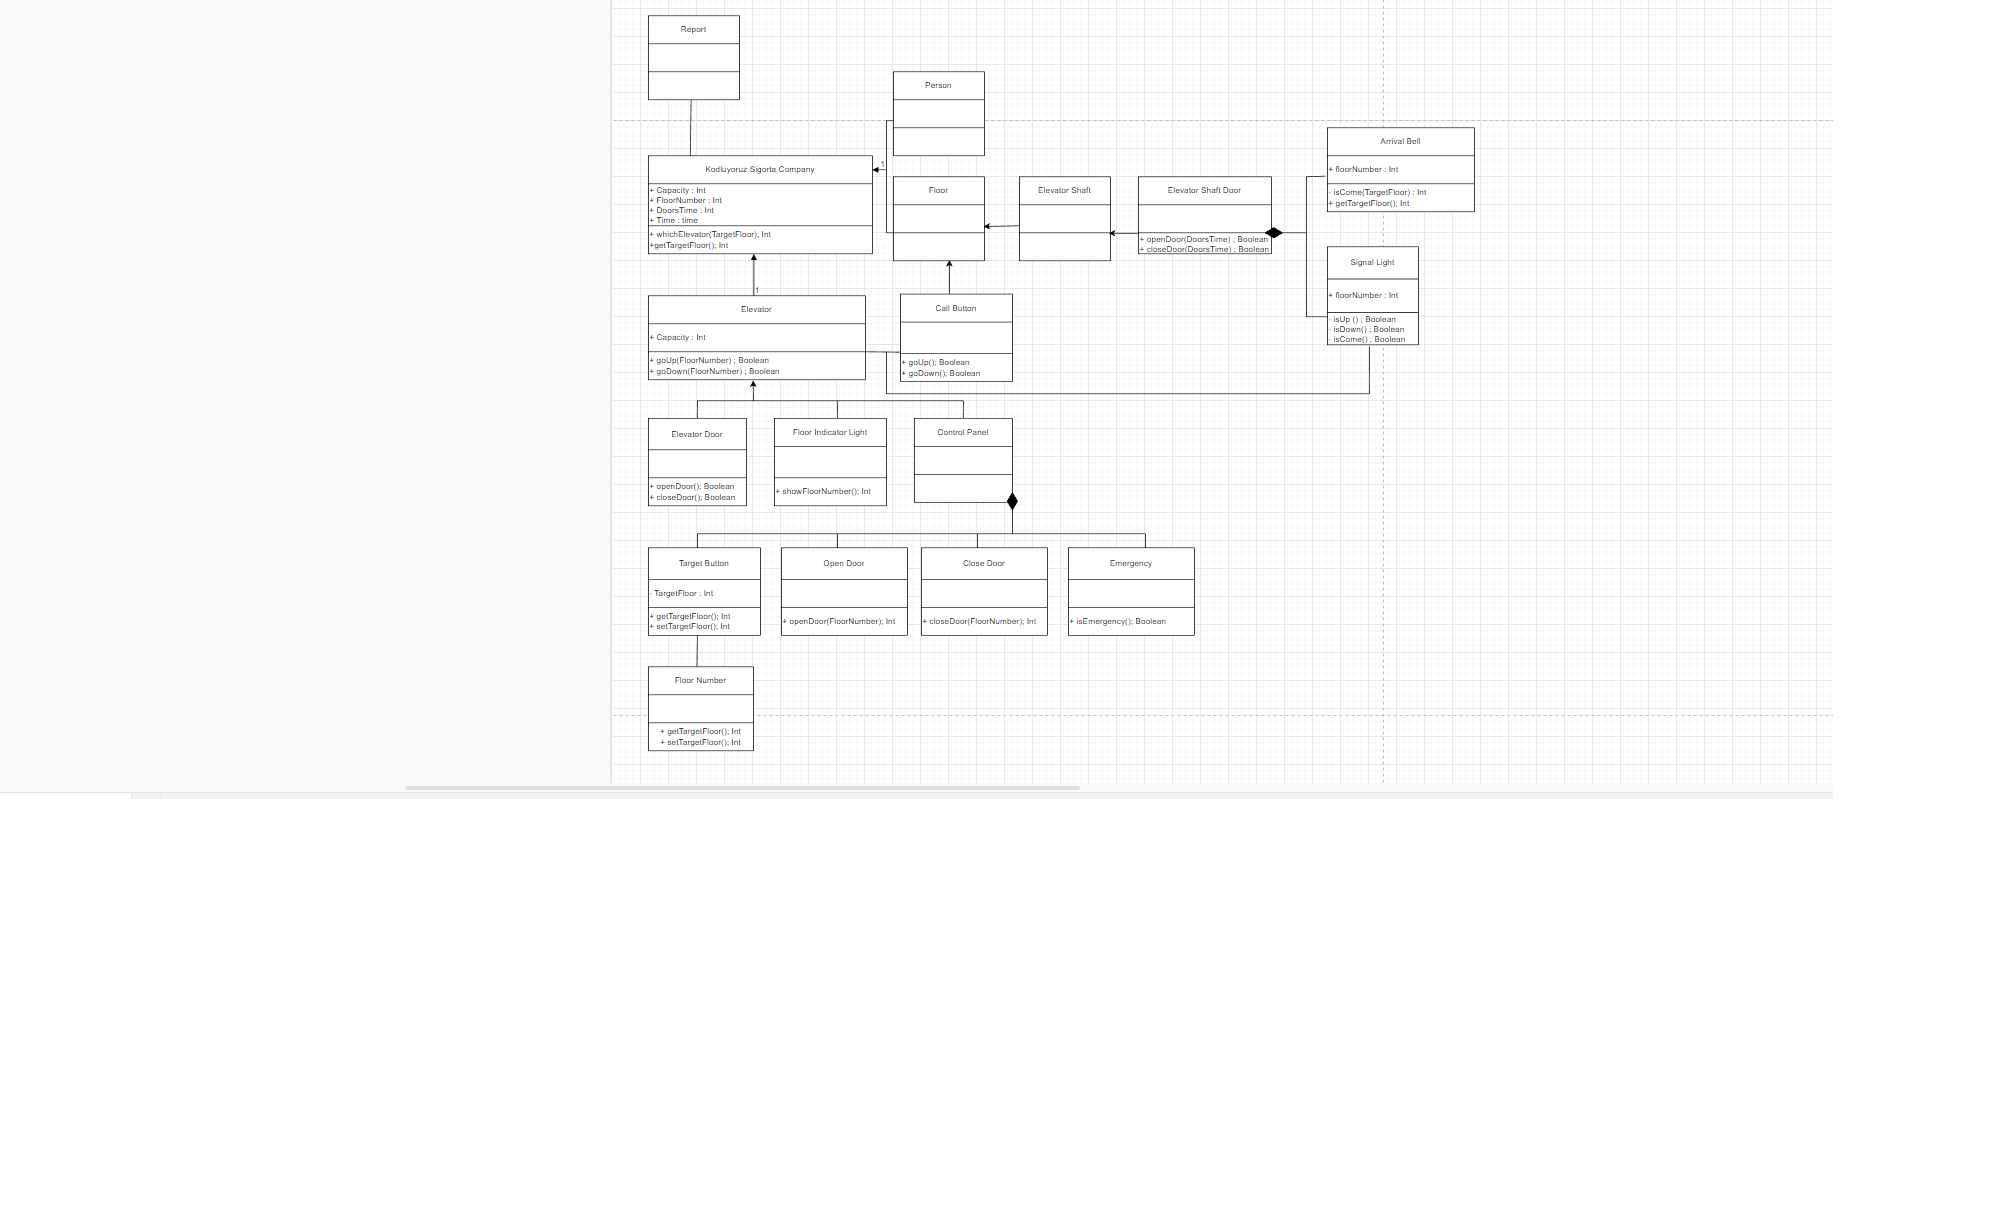 Report
Person
Kodluyoruz Sigorta Company
+ Capacity : Int
+ FloorNumber : Int
+ DoorsTime : Int
+ Time : time
+ whichElevator(TargetFloor); Int
+getTargetFloor(); Int
1
Floor
Elevator Shaft
Elevator Shaft Door
+ openDoor(DoorsTime) ; Boolean
+ closeDoor(DoorsTime) ; Boolean
Arrival Bell
+ floorNumber : Int
- isCome(TargetFloor) : Int
+ getTargetFloor(); Int
Signal Light
+ floorNumber : Int
- isUp () ; Boolean
- isDown() ; Boolean
- isCome() ; Boolean
1
Elevator
+ Capacity : Int
+ goUp(FloorNumber) ; Boolean
+ goDown(FloorNumber) ; Boolean
Call Button
+ goUp(); Boolean
+ goDown(); Boolean
Elevator Door
+ openDoor(); Boolean
+ closeDoor(); Boolean
Floor Indicator Light
+ showFloorNumber(); Int
Control Panel
Target Button
- TargetFloor : Int
+ getTargetFloor(); Int
+ setTargetFloor(); Int
Open Door
+ openDoor(FloorNumber); Int
Close Door
+ closeDoor(FloorNumber); Int
Emergency
+ isEmergency(); Boolean
Floor Number
+ getTargetFloor(); Int
+ setTargetFloor(); Int